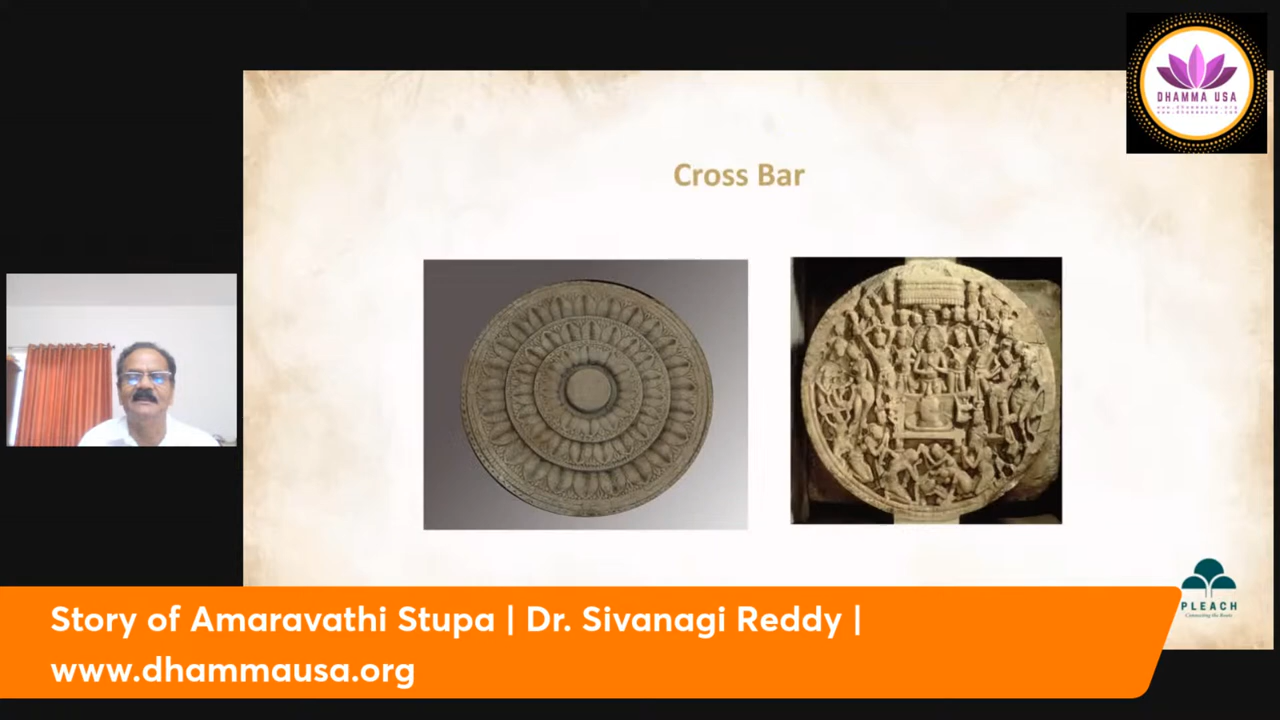 DHAMMA USA
Cross Bar
PLEACH
Story of Amaravathi Stupa | Dr. Sivanagi Reddy |
www.dhammausa.org